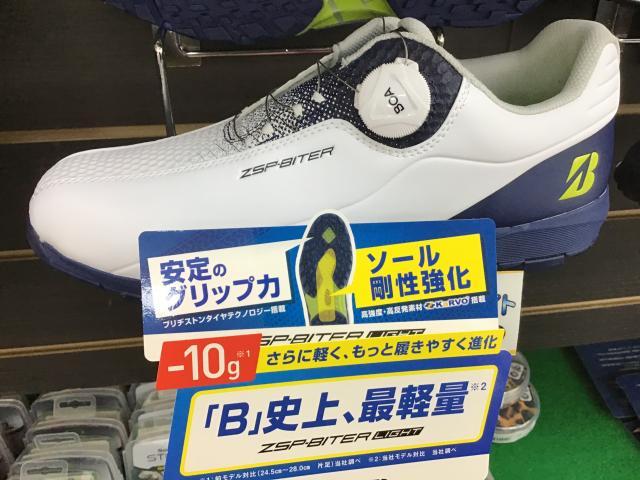 BOA
ZSP-BITER
B
安定の
グリップ力
ブリヂストンタイヤテクノロジー搭載
ソール
剛性強化
高強度・高反発素材 搭載
ZSP-BITER LIGHT
-10g※1
さらに軽く、もっと履きやすく進化
「B」史上、最軽量※2
ZSP-BITER LIGHT
※1:前モデル対比(24.5cm~28.0cm 片足)当社調べ ※2:当社モデル対比 当社調べ